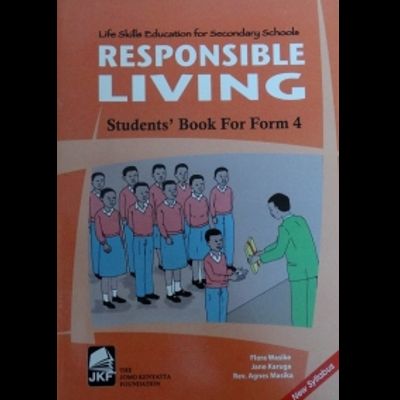 Life Skills Education for Secondary Schools
RESPONSIBLE
LIVING
Students' Book For Form 4
Flora Masike
Jane Karuga
Rev. Agnes Masika
New Syllabus
JKF
THE
JOMO KENYATTA
FOUNDATION